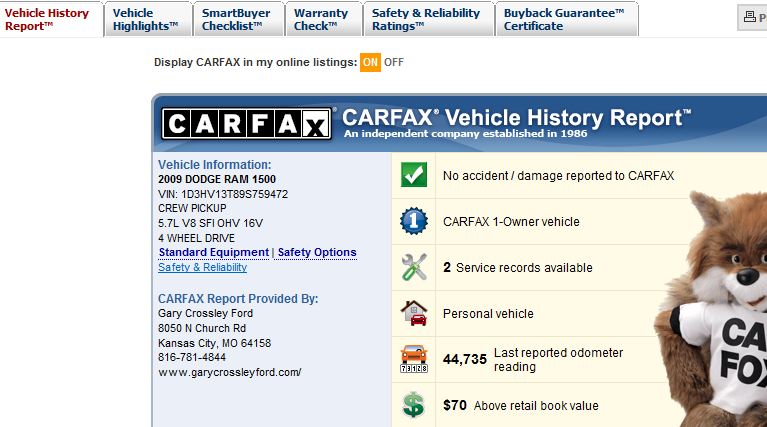 Vehicle History
Report™
Vehicle
Highlights™
SmartBuyer
Checklist™
Warranty
Check™
Safety & Reliability
Ratings™
Buyback Guarantee™
Certificate
P
Display CARFAX in my online listings: ON OFF
CARFAX® CARFAX® Vehicle History Report™
An independent company established in 1986
Vehicle Information:
2009 DODGE RAM 1500
VIN: 1D3HV13T89S759472
CREW PICKUP
5.7L V8 SFI OHV 16V
4 WHEEL DRIVE
Standard Equipment | Safety Options
Safety & Reliability
CARFAX Report Provided By:
Gary Crossley Ford
8050 N Church Rd
Kansas City, MO 64158
816-781-4844
www.garycrossleyford.com/
No accident / damage reported to CARFAX
1 CARFAX 1-Owner vehicle
2 Service records available
Personal vehicle
73128 44,735 Last reported odometer
reading
$ $70 Above retail book value
CA
FOX